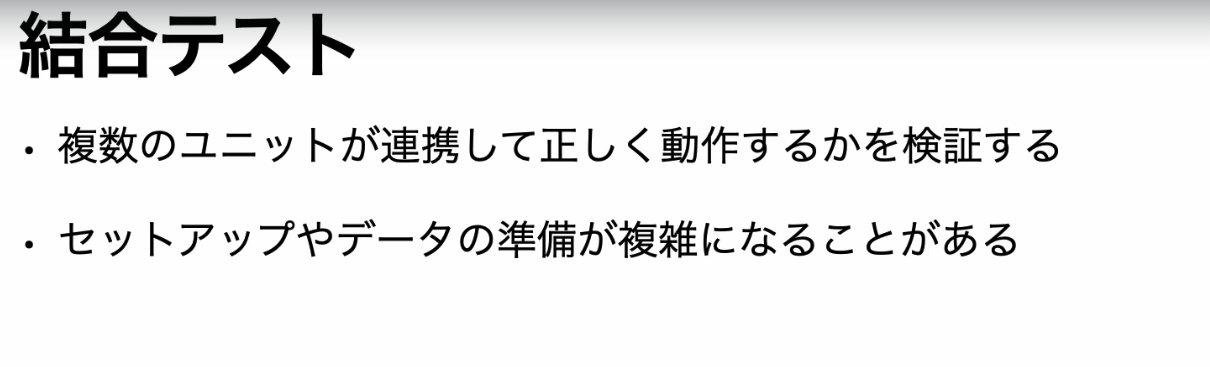 結合テスト
・複数のユニットが連携して正しく動作するかを検証する
・セットアップやデータの準備が複雑になることがある